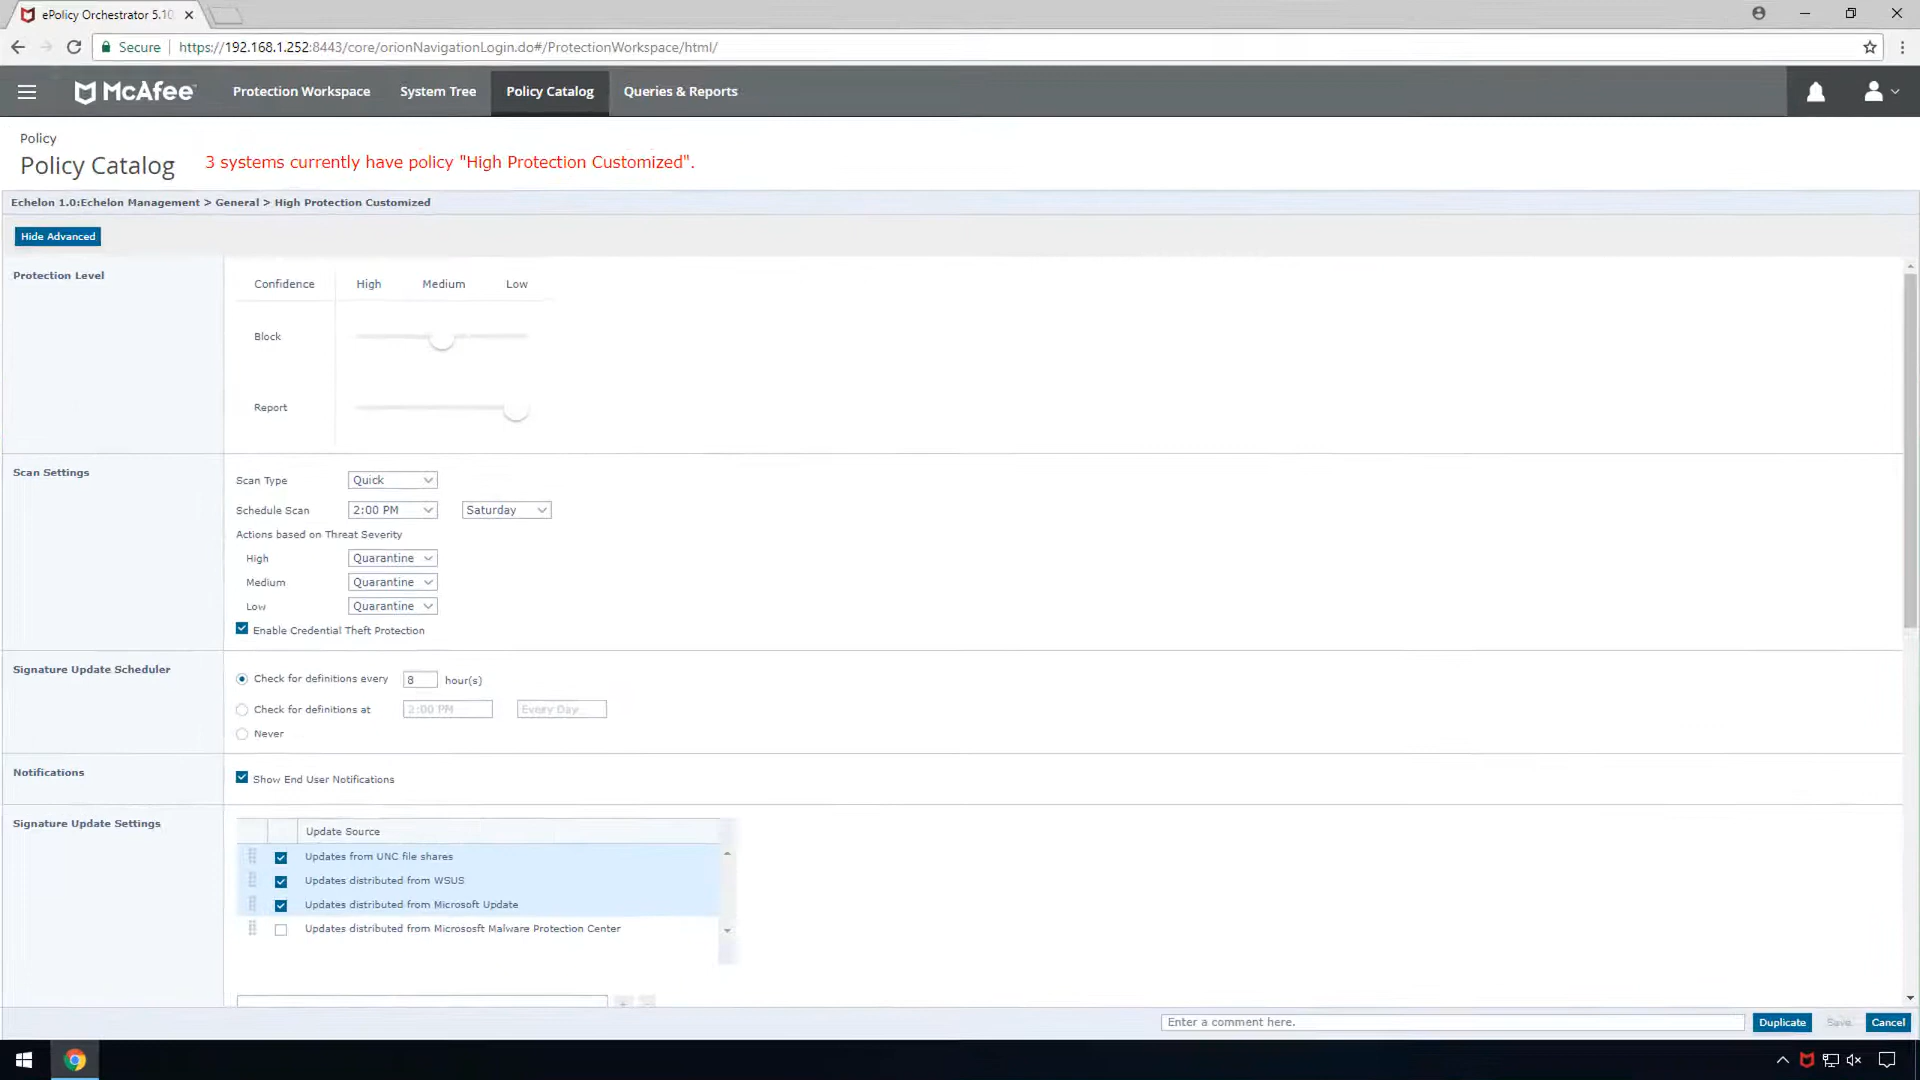 ePolicy Orchestrator 5.10
Secure https://192.168.1.252:8443/core/orionNavigationLogin.do#/ProtectionWorkspace/html/
McAfee Protection Workspace System Tree Policy Catalog Queries & Reports
Policy
Policy Catalog 3 systems currently have policy "High Protection Customized".
Echelon 1.0:Echelon Management > General > High Protection Customized
Hide Advanced
Protection Level
Confidence High Medium Low
Block
Report
Scan Settings
Scan Type Quick
Schedule Scan 2:00 PM Saturday
Actions based on Threat Severity
High Quarantine
Medium Quarantine
Low Quarantine
Enable Credential Theft Protection
Signature Update Scheduler
Check for definitions every 8 hour(s)
Check for definitions at 2:00 PM Every Day
Never
Notifications
Show End User Notifications
Signature Update Settings
Update Source
Updates from UNC file shares
Updates distributed from WSUS
Updates distributed from Microsoft Update
Updates distributed from Micrososft Malware Protection Center
Enter a comment here. Duplicate Save Cancel